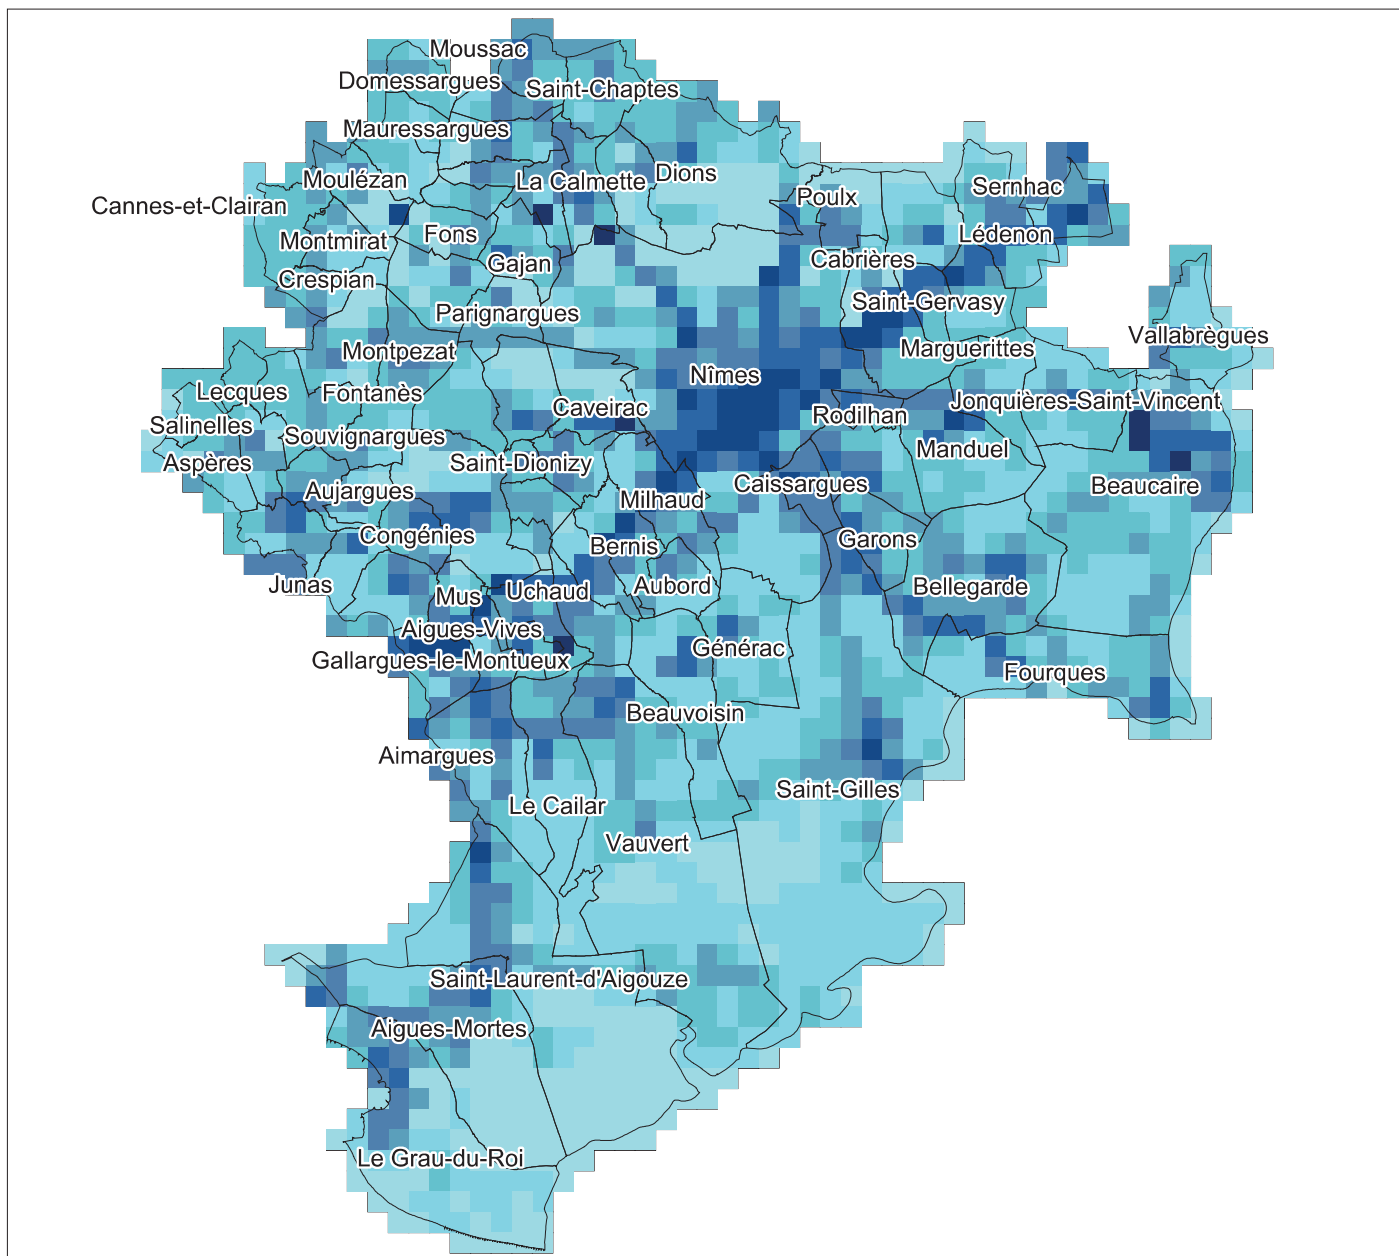 Moussac
Domessargues
Saint-Chaptes
Mauressargues
Moulézan
La Calmette
Dions
Sernhac
Poulx
Cannes-et-Clairan
Montmirat
Fons
Lédenon
Gajan
Cabrières
Crespian
Saint-Gervasy
Parignargues
Vallabrègues
Montpezat
Marguerittes
Nîmes
Lecques
Fontanès
Caveirac
Jonquières-Saint-Vincent
Rodilhan
Salinelles
Souvignargues
Manduel
Aspères
Saint-Dionizy
Caissargues
Beaucaire
Aujargues
Milhaud
Congénies
Bernis
Garons
Junas
Mus
Uchaud
Aubord
Bellegarde
Aigues-Vives
Générac
Gallargues-le-Montueux
Fourques
Beauvoisin
Aimargues
Saint-Gilles
Le Cailar
Vauvert
Saint-Laurent-d'Aigouze
Aigues-Mortes
Le Grau-du-Roi